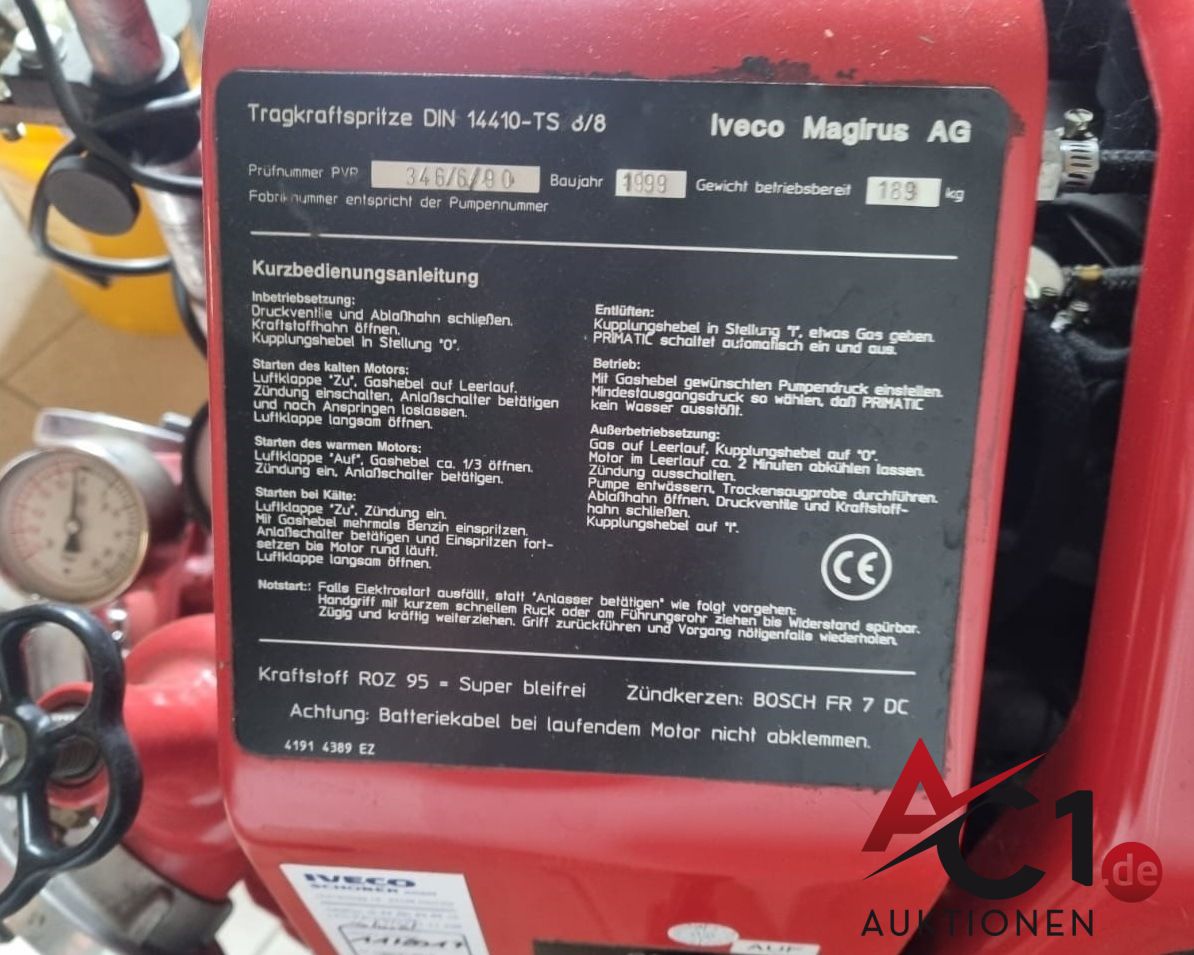 Tragkraftspritze DIN 14410-TS 8/8
Iveco Magirus AG
Prüfnummer PVR 346/6/90 Baujahr 1999 Gewicht betriebsbereit 189 kg
Fabriknummer entspricht der Pumpennummer
Kurzbedienungsanleitung
Inbetriebsetzung:
Druckventile und Ablaßhahn schließen.
Kraftstoffhahn öffnen.
Kupplungshebel in Stellung "0".
Starten des kalten Motors:
Luftklappe "Zu", Gashebel auf Leerlauf.
Zündung einschalten, Anlaßschalter betätigen
und nach Anspringen loslassen.
Luftklappe langsam öffnen.
Starten des warmen Motors:
Luftklappe "Auf", Gashebel ca. 1/3 öffnen.
Zündung ein, Anlaßschalter betätigen.
Starten bei Kälte:
Luftklappe "Zu", Zündung ein.
Mit Gashebel mehrmals Benzin einspritzen.
Anlaßschalter betätigen und Einspritzen fort-
setzen bis Motor rund läuft.
Luftklappe langsam öffnen.
Entlüften:
Kupplungshebel in Stellung "I", etwas Gas geben.
PRIMATIC schaltet automatisch ein und aus.
Betrieb:
Mit Gashebel gewünschten Pumpendruck einstellen.
Mindestausgangsdruck so wählen, daß PRIMATIC
kein Wasser ausstößt.
Außerbetriebsetzung:
Gas auf Leerlauf, Kupplungshebel auf "0".
Motor im Leerlauf ca. 2 Minuten abkühlen lassen.
Zündung ausschalten.
Pumpe entwässern, Trockensaugprobe durchführen.
Ablaßhahn öffnen, Druckventile und Kraftstoff-
hahn schließen.
Kupplungshebel auf "I".
CE
Notstart:: Falls Elektrostart ausfällt, statt "Anlasser betätigen" wie folgt vorgehen:
Handgriff mit kurzem schnellem Ruck oder am Führungsrohr ziehen bis Widerstand spürbar.
Zügig und kräftig weiterziehen. Griff zurückführen und Vorgang nötigenfalls wiederholen.
Kraftstoff ROZ 95 = Super bleifrei Zündkerzen: BOSCH FR 7 DC
Achtung: Batteriekabel bei laufendem Motor nicht abklemmen.
4191 4389 EZ
IVECO
SCHOBER
AUF
AC1.de
AUKTIONEN